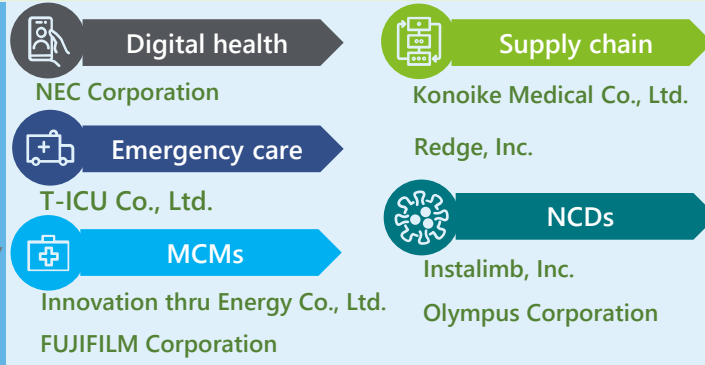 Digital health
NEC Corporation
Emergency care
T-ICU Co., Ltd.
MCMs
Innovation thru Energy Co., Ltd.
FUJIFILM Corporation
Supply chain
Konoike Medical Co., Ltd.
Redge, Inc.
NCDs
Instalimb, Inc.
Olympus Corporation